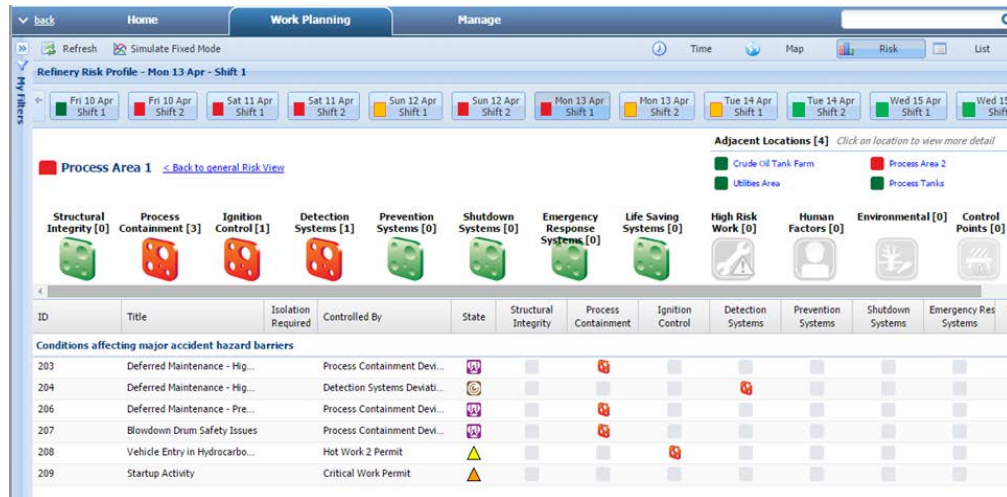 back Home Work Planning Manage
Refresh Simulate Fixed Mode Time Map Risk List
My Filters
Refinery Risk Profile - Mon 13 Apr - Shift 1
Fri 10 Apr Fri 10 Apr Sat 11 Apr Sat 11 Apr Sun 12 Apr Sun 12 Apr Mon 13 Apr Mon 13 Apr Tue 14 Apr Tue 14 Apr Wed 15 Apr Wed 15
Shift 1 Shift 2 Shift 1 Shift 2 Shift 1 Shift 2 Shift 1 Shift 2 Shift 1 Shift 2 Shift 1 Shif
Adjacent Locations [4] Click on location to view more detail
Process Area 1 < Back to general Risk View
Crude Oil Tank Farm Process Area 2
Utilities Area Process Tanks
Structural Process Ignition Detection Prevention Shutdown Emergency Life Saving High Risk Human Environmental [0] Control
Integrity [0] Containment [3] Control [1] Systems [1] Systems [0] Systems [0] Response Systems [0] Work [0] Factors [0] Points [0]
Systems [0]
ID Title Isolation Required Controlled By State Structural Integrity Process Containment Ignition Control Detection Systems Prevention Systems Shutdown Systems Emergency Res Systems
Conditions affecting major accident hazard barriers
203 Deferred Maintenance - Hig... Process Containment Devi...
204 Deferred Maintenance - Hig... Detection Systems Deviati...
206 Deferred Maintenance - Pre... Process Containment Devi...
207 Blowdown Drum Safety Issues Process Containment Devi...
208 Vehicle Entry in Hydrocarbo... Hot Work 2 Permit
209 Startup Activity Critical Work Permit